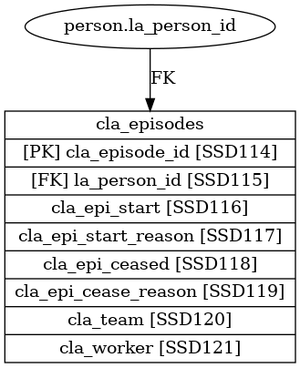 person.la_person_id
FK
cla_episodes
[PK] cla_episode_id [SSD114]
[FK] la_person_id [SSD115]
cla_epi_start [SSD116]
cla_epi_start_reason [SSD117]
cla_epi_ceased [SSD118]
cla_epi_cease_reason [SSD119]
cla_team [SSD120]
cla_worker [SSD121]